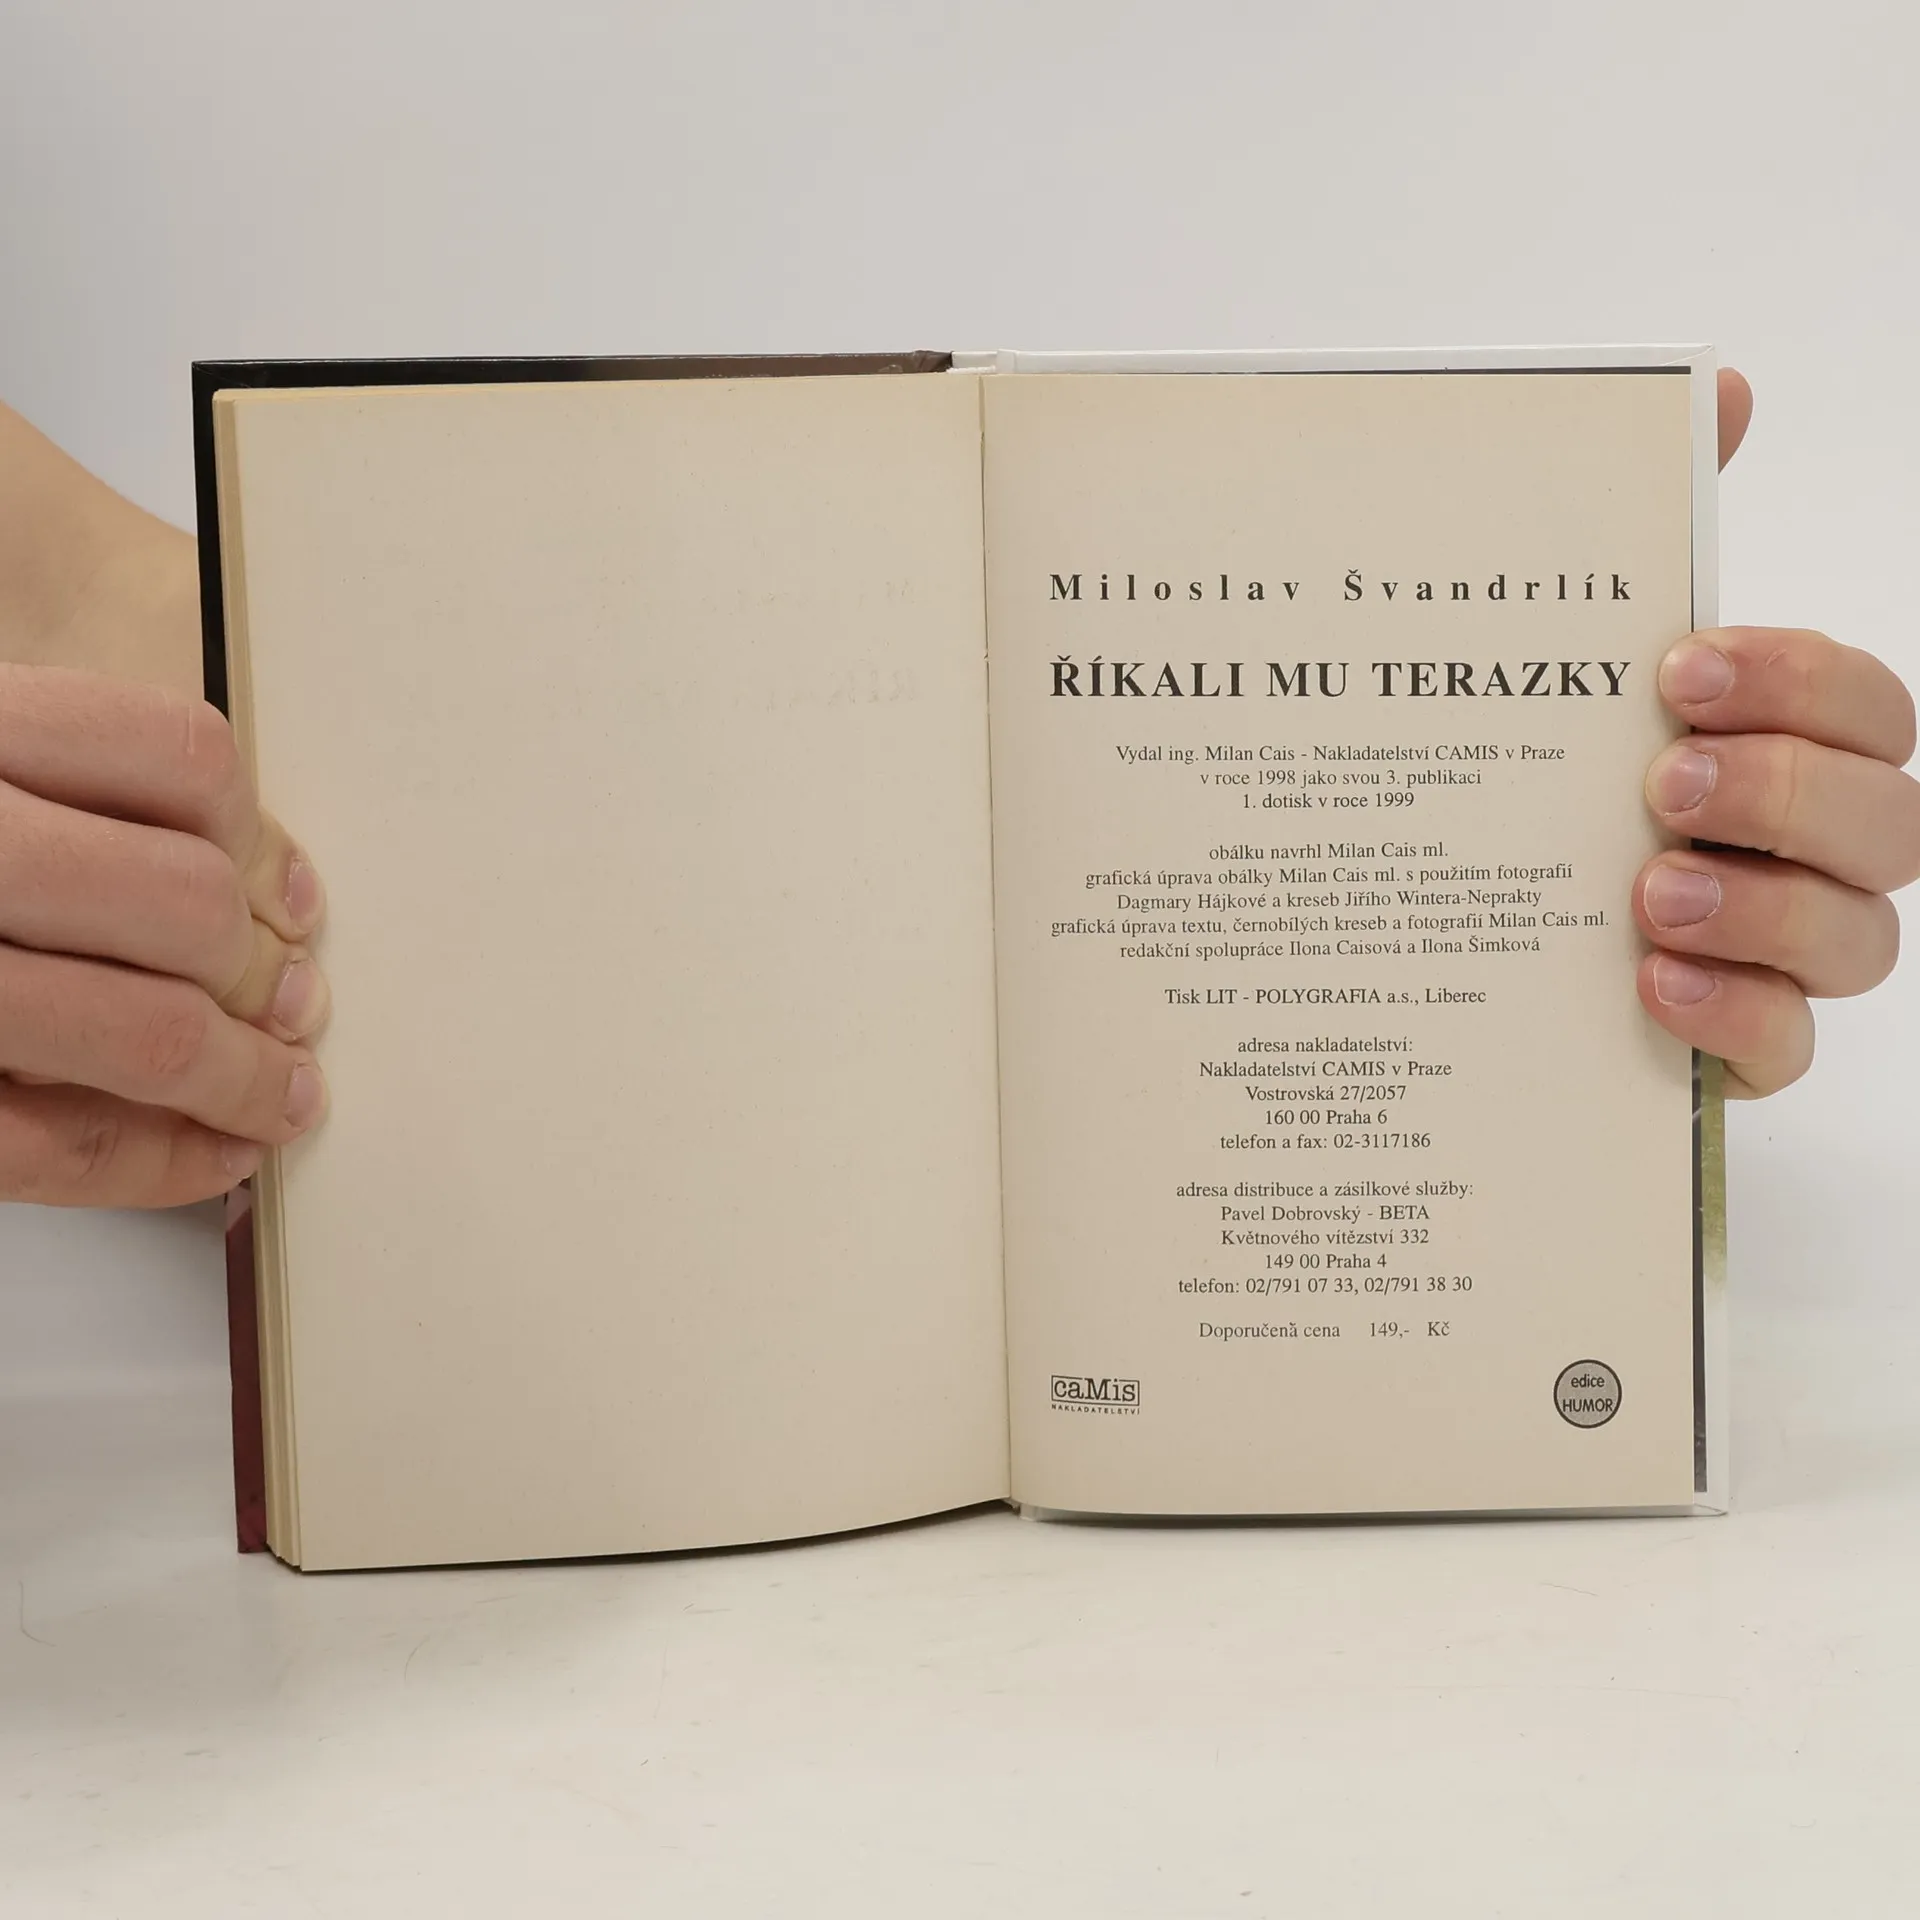 Miloslav Švandrlík
ŘÍKALI MU TERAZKY
Vydal ing. Milan Cais - Nakladatelství CAMIS v Praze
v roce 1998 jako svou 3. publikaci
1. dotisk v roce 1999
obálku navrhl Milan Cais ml.
grafická úprava obálky Milan Cais ml. s použitím fotografií
Dagmary Hájkové a kreseb Jiřího Wintera-Neprakty
grafická úprava textu, černobílých kreseb a fotografií Milan Cais ml.
redakční spolupráce Ilona Caisová a Ilona Šimková
Tisk LIT - POLYGRAFIA a.s., Liberec
adresa nakladatelství:
Nakladatelství CAMIS v Praze
Vostrovská 27/2057
160 00 Praha 6
telefon a fax: 02-3117186
adresa distribuce a zásilkové služby:
Pavel Dobrovský - BETA
Květnového vítězství 332
149 00 Praha 4
telefon: 02/791 07 33, 02/791 38 30
Doporučená cena 149,- Kč
caMis
NAKLADATELSTVÍ
edice
HUMOR